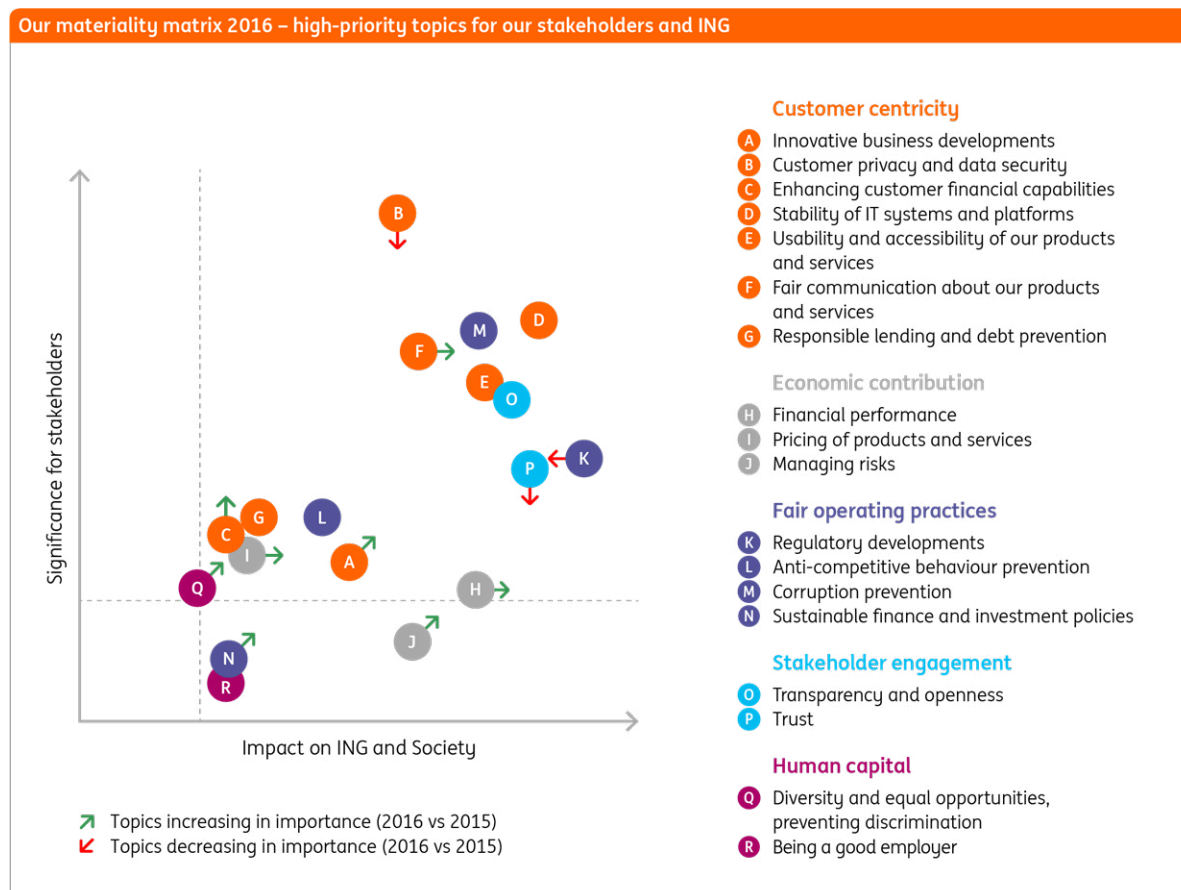 Our materiality matrix 2016 – high-priority topics for our stakeholders and ING
Significance for stakeholders
B
D
M
F
E
O
K
P
G
L
C
I
A
Q
H
J
N
R
Impact on ING and Society
Topics increasing in importance (2016 vs 2015)
Topics decreasing in importance (2016 vs 2015)
Customer centricity
A Innovative business developments
B Customer privacy and data security
C Enhancing customer financial capabilities
D Stability of IT systems and platforms
E Usability and accessibility of our products
and services
F Fair communication about our products
and services
G Responsible lending and debt prevention
Economic contribution
H Financial performance
I Pricing of products and services
J Managing risks
Fair operating practices
K Regulatory developments
L Anti-competitive behaviour prevention
M Corruption prevention
N Sustainable finance and investment policies
Stakeholder engagement
O Transparency and openness
P Trust
Human capital
Q Diversity and equal opportunities,
preventing discrimination
R Being a good employer